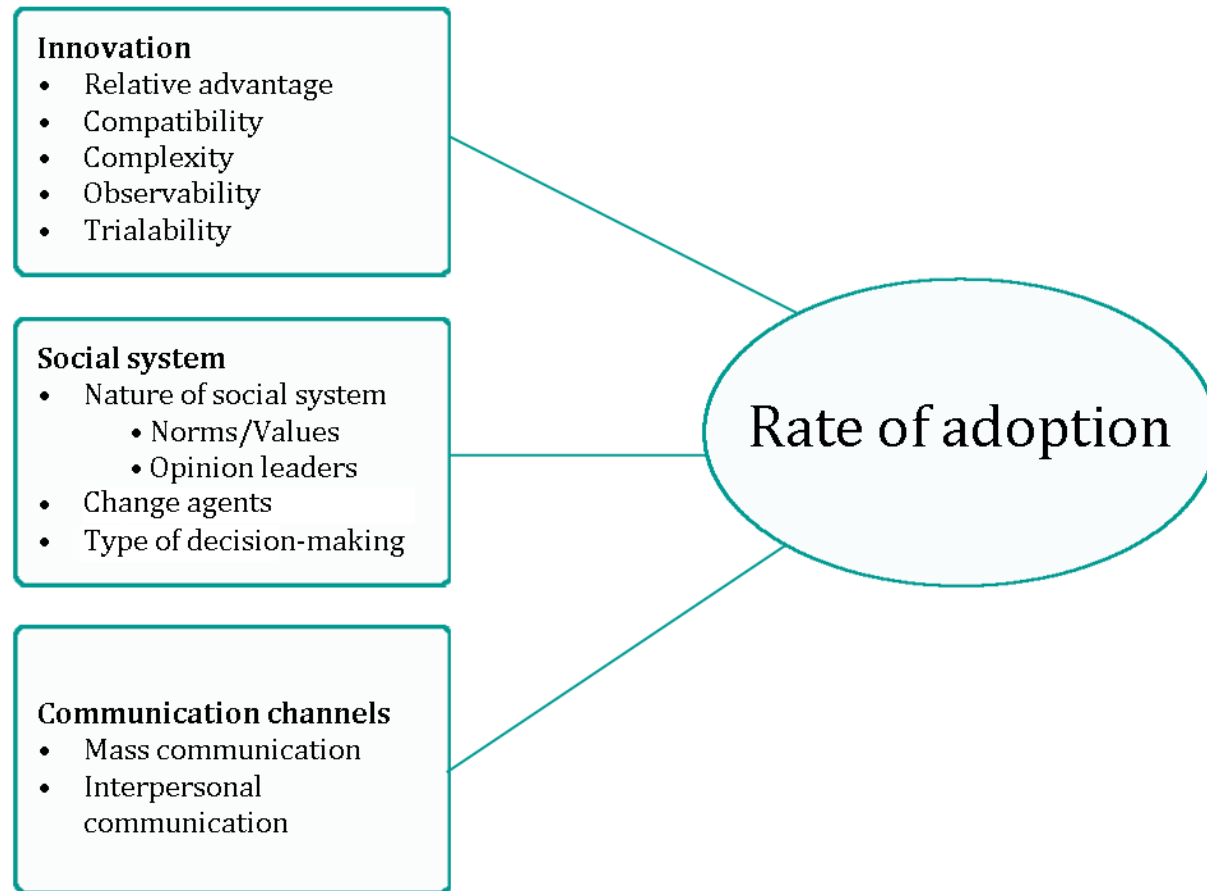 Innovation
• Relative advantage
• Compatibility
• Complexity
• Observability
• Trialability
Social system
• Nature of social system
• Norms/Values
• Opinion leaders
• Change agents
• Type of decision-making
Communication channels
• Mass communication
• Interpersonal
communication
Rate of adoption